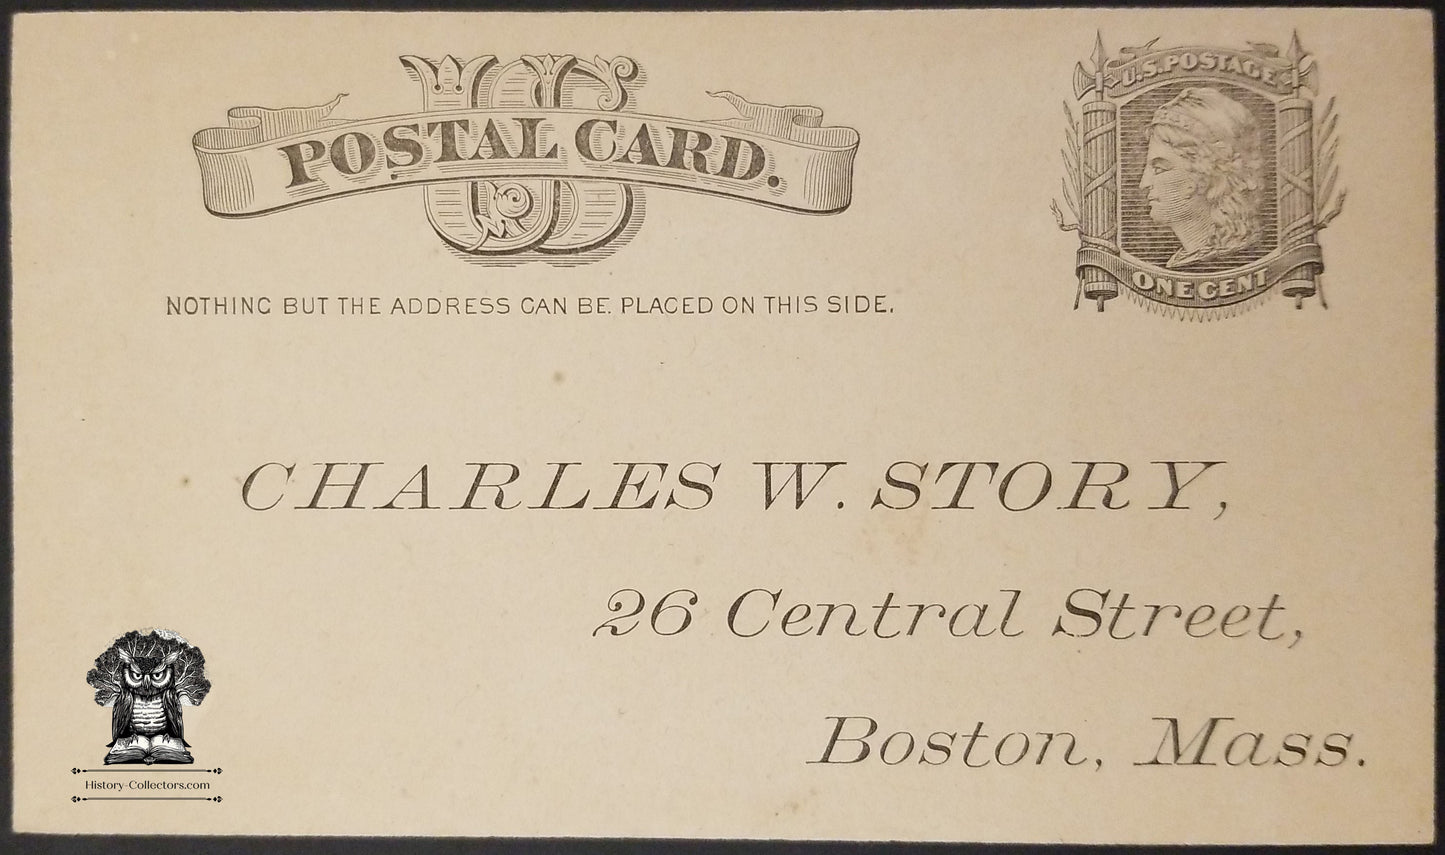 US
POSTAL CARD.
U.S. POSTAGE
ONE CENT
NOTHING BUT THE ADDRESS CAN BE PLACED ON THIS SIDE.
CHARLES W. STORY,
26 Central Street,
Boston, Mass.
History-Collectors.com